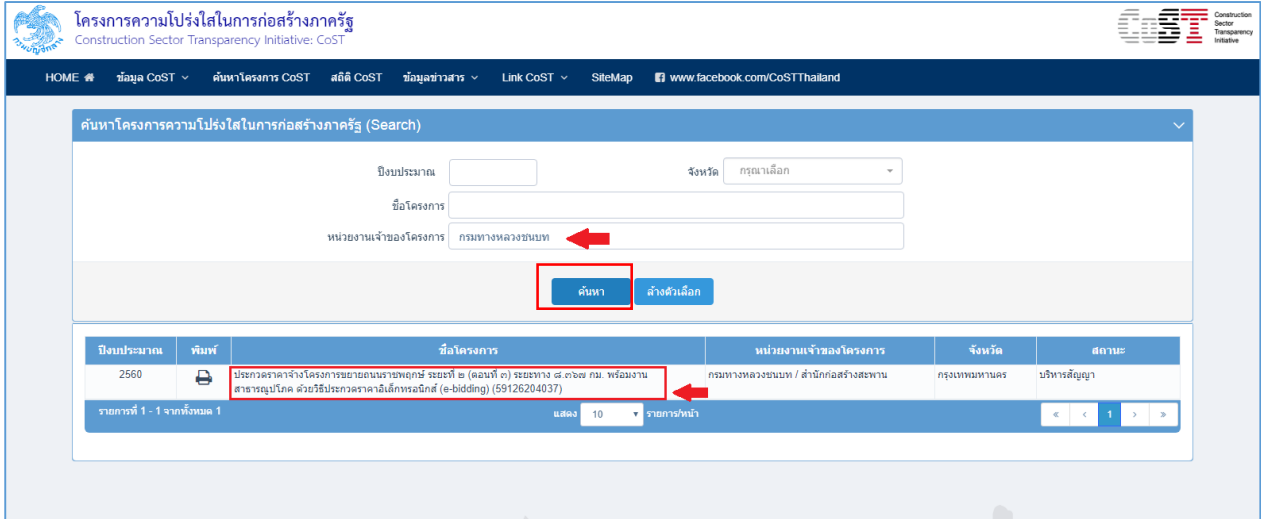 โครงการความโปร่งใสในการก่อสร้างภาครัฐ
Construction Sector Transparency Initiative: CoST
กรมบัญชีกลาง
CoST
Construction
Sector
Transparency
Initiative
HOME ข้อมูล CoST ค้นหาโครงการ CoST สถิติ CoST ข้อมูลข่าวสาร Link CoST SiteMap www.facebook.com/CoSTThailand
ค้นหาโครงการความโปร่งใสในการก่อสร้างภาครัฐ (Search)
ปีงบประมาณ จังหวัด กรุณาเลือก
ชื่อโครงการ
หน่วยงานเจ้าของโครงการ กรมทางหลวงชนบท
ค้นหา ล้างตัวเลือก
ปีงบประมาณ พิมพ์ ชื่อโครงการ หน่วยงานเจ้าของโครงการ จังหวัด สถานะ
2560 ประกวดราคาจ้างโครงการขยายถนนราชพฤกษ์ ระยะที่ ๒ (ตอนที่ ๓) ระยะทาง ๘.๓๖๗ กม. พร้อมงาน กรมทางหลวงชนบท / สำนักก่อสร้างสะพาน กรุงเทพมหานคร บริหารสัญญา
สาธารณูปโภค ด้วยวิธีประกวดราคาอิเล็กทรอนิกส์ (e-bidding) (59126204037)
รายการที่ 1 - 1 จากทั้งหมด 1 แสดง 10 รายการ/หน้า « ‹ 1 › »